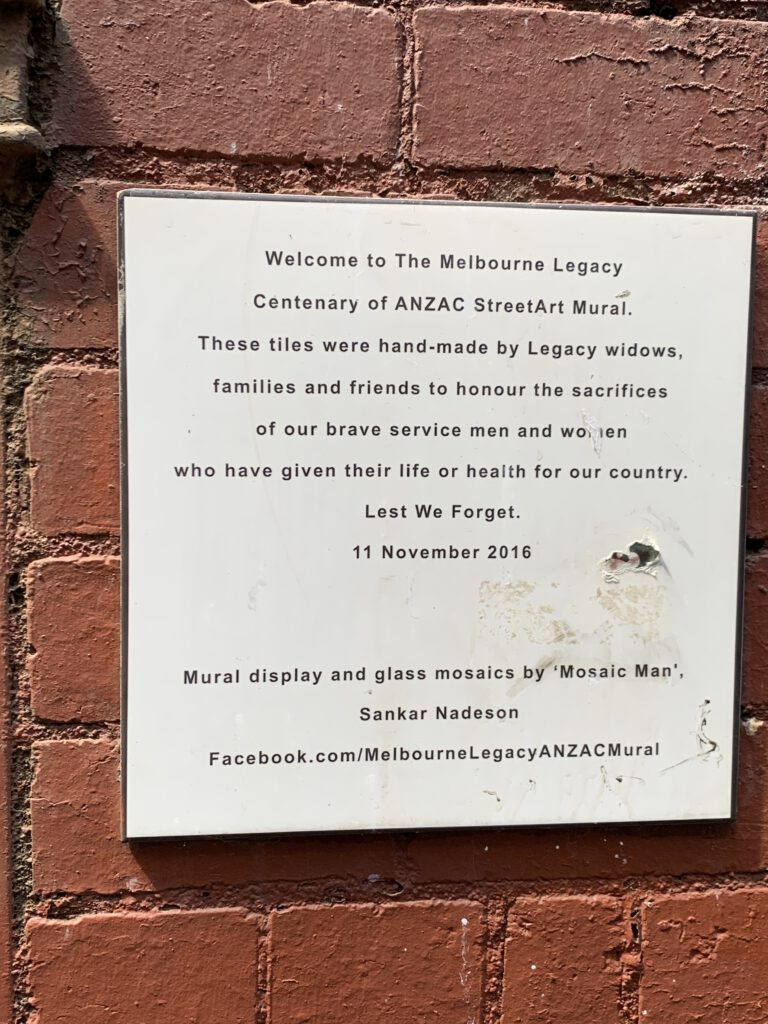 Welcome to The Melbourne Legacy
Centenary of ANZAC StreetArt Mural.
These tiles were hand-made by Legacy widows,
families and friends to honour the sacrifices
of our brave service men and women
who have given their life or health for our country.
Lest We Forget.
11 November 2016
Mural display and glass mosaics by ‘Mosaic Man',
Sankar Nadeson
Facebook.com/MelbourneLegacyANZACMural